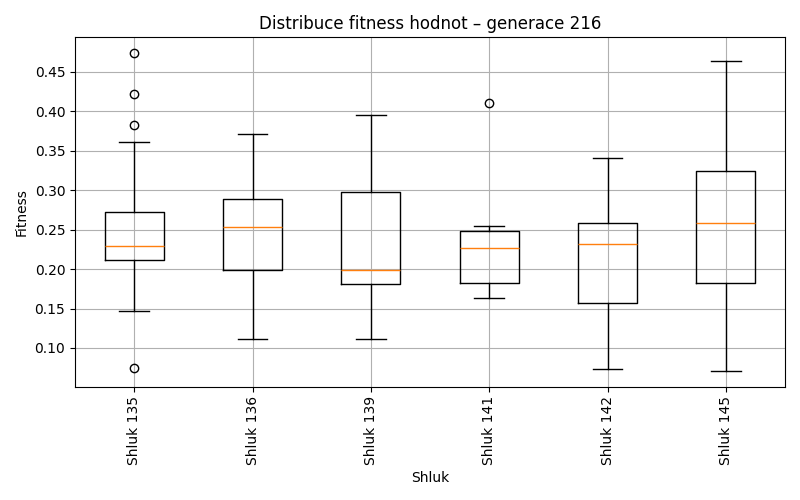 Distribuce fitness hodnot – generace 216
Fitness
0.45
0.40
0.35
0.30
0.25
0.20
0.15
0.10
Shluk 135
Shluk 136
Shluk 139
Shluk 141
Shluk 142
Shluk 145
Shluk